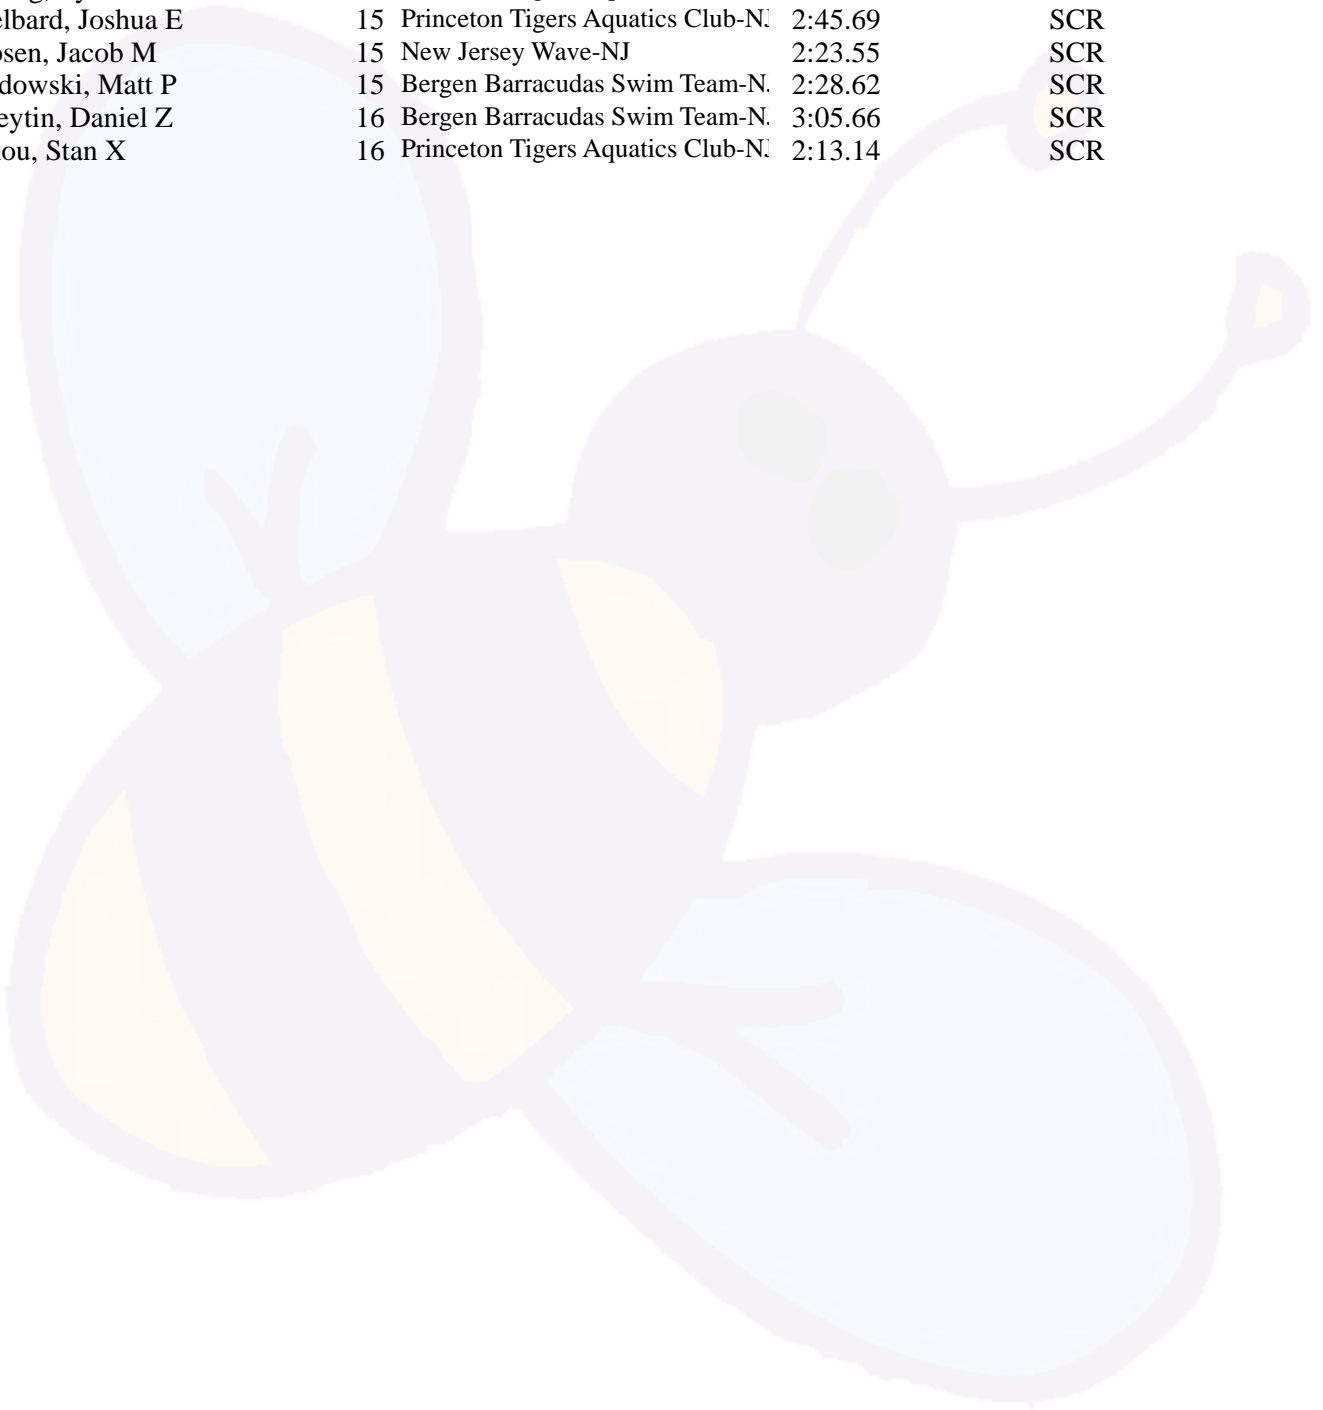 elbard, Joshua E 15 Princeton Tigers Aquatics Club-NJ 2:45.69 SCR
osen, Jacob M 15 New Jersey Wave-NJ 2:23.55 SCR
dowski, Matt P 15 Bergen Barracudas Swim Team-N. 2:28.62 SCR
eytin, Daniel Z 16 Bergen Barracudas Swim Team-N. 3:05.66 SCR
ou, Stan X 16 Princeton Tigers Aquatics Club-NJ 2:13.14 SCR